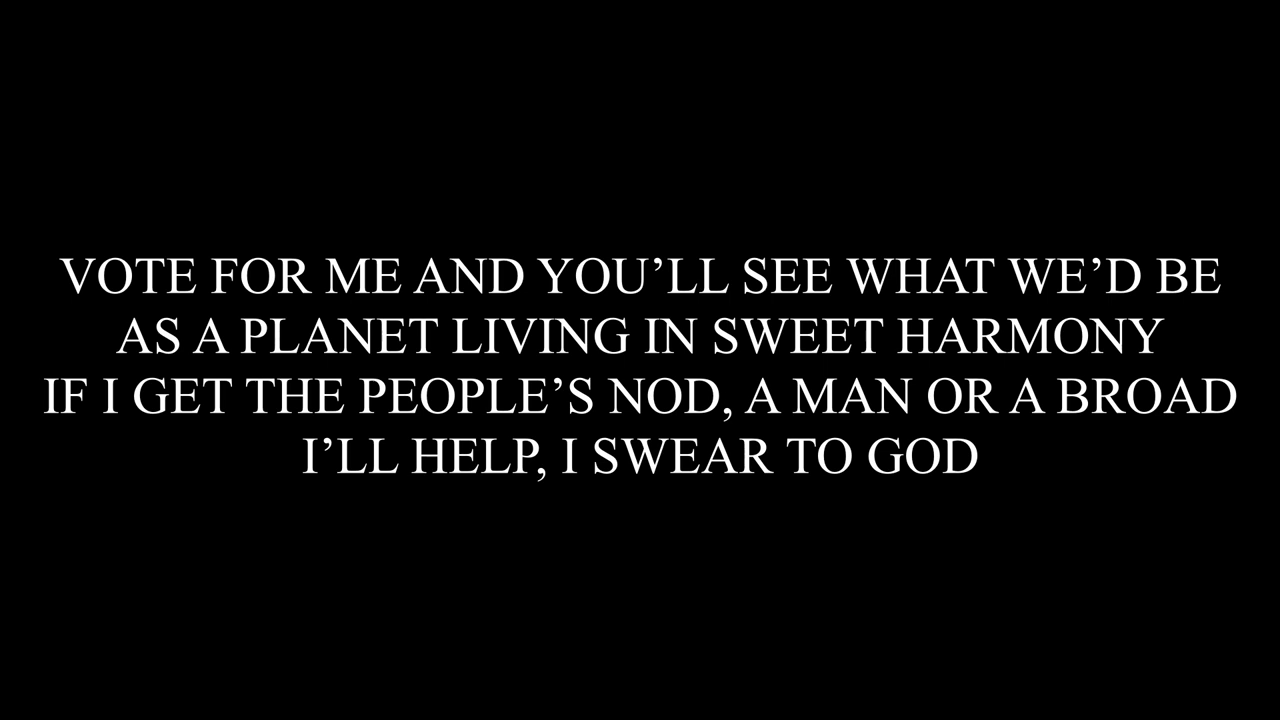 VOTE FOR ME AND YOU’LL SEE WHAT WE’D BE
AS A PLANET LIVING IN SWEET HARMONY
IF I GET THE PEOPLE’S NOD, A MAN OR A BROAD
I’LL HELP, I SWEAR TO GOD